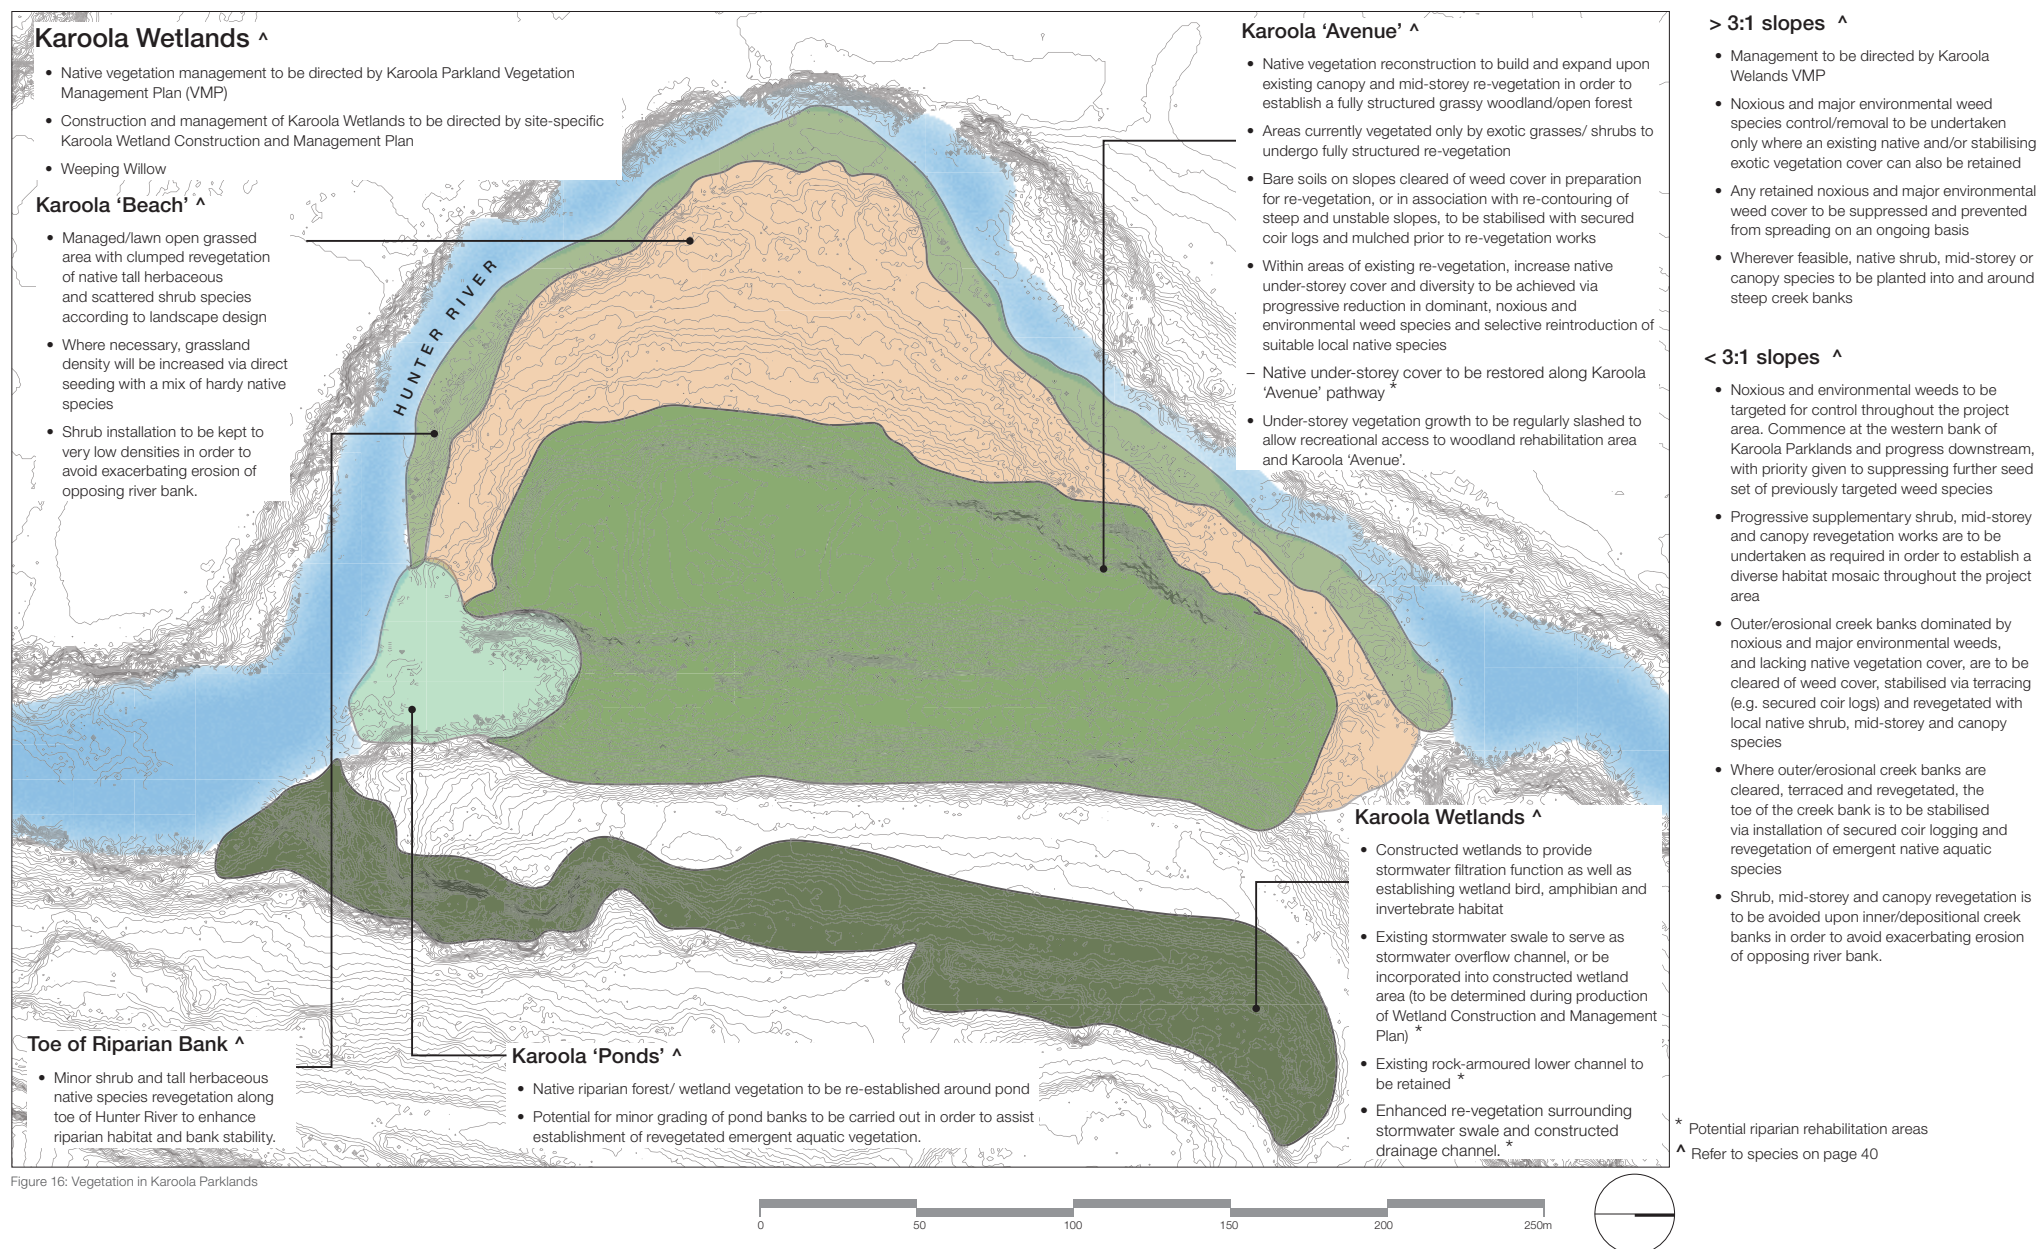 Karoola Wetlands ^
• Native vegetation management to be directed by Karoola Parkland Vegetation
Management Plan (VMP)
• Construction and management of Karoola Wetlands to be directed by site-specific
Karoola Wetland Construction and Management Plan
• Weeping Willow
Karoola ‘Beach’ ^
• Managed/lawn open grassed
area with clumped revegetation
of native tall herbaceous
and scattered shrub species
according to landscape design
• Where necessary, grassland
density will be increased via direct
seeding with a mix of hardy native
species
• Shrub installation to be kept to
very low densities in order to
avoid exacerbating erosion of
opposing river bank.
HUNTER RIVER
Toe of Riparian Bank ^
• Minor shrub and tall herbaceous
native species revegetation along
toe of Hunter River to enhance
riparian habitat and bank stability.
Karoola ‘Ponds’ ^
• Native riparian forest/ wetland vegetation to be re-established around pond
• Potential for minor grading of pond banks to be carried out in order to assist
establishment of revegetated emergent aquatic vegetation.
Karoola ‘Avenue’ ^
• Native vegetation reconstruction to build and expand upon
existing canopy and mid-storey re-vegetation in order to
establish a fully structured grassy woodland/open forest
• Areas currently vegetated only by exotic grasses/ shrubs to
undergo fully structured re-vegetation
• Bare soils on slopes cleared of weed cover in preparation
for re-vegetation, or in association with re-contouring of
steep and unstable slopes, to be stabilised with secured
coir logs and mulched prior to re-vegetation works
• Within areas of existing re-vegetation, increase native
under-storey cover and diversity to be achieved via
progressive reduction in dominant, noxious and
environmental weed species and selective reintroduction of
suitable local native species
– Native under-storey cover to be restored along Karoola
‘Avenue’ pathway *
• Under-storey vegetation growth to be regularly slashed to
allow recreational access to woodland rehabilitation area
and Karoola ‘Avenue’.
Karoola Wetlands ^
• Constructed wetlands to provide
stormwater filtration function as well as
establishing wetland bird, amphibian and
invertebrate habitat
• Existing stormwater swale to serve as
stormwater overflow channel, or be
incorporated into constructed wetland
area (to be determined during production
of Wetland Construction and Management
Plan) *
• Existing rock-armoured lower channel to
be retained *
• Enhanced re-vegetation surrounding
stormwater swale and constructed
drainage channel. *
> 3:1 slopes ^
• Management to be directed by Karoola
Welands VMP
• Noxious and major environmental weed
species control/removal to be undertaken
only where an existing native and/or stabilising
exotic vegetation cover can also be retained
• Any retained noxious and major environmental
weed cover to be suppressed and prevented
from spreading on an ongoing basis
• Wherever feasible, native shrub, mid-storey or
canopy species to be planted into and around
steep creek banks
< 3:1 slopes ^
• Noxious and environmental weeds to be
targeted for control throughout the project
area. Commence at the western bank of
Karoola Parklands and progress downstream,
with priority given to suppressing further seed
set of previously targeted weed species
• Progressive supplementary shrub, mid-storey
and canopy revegetation works are to be
undertaken as required in order to establish a
diverse habitat mosaic throughout the project
area
• Outer/erosional creek banks dominated by
noxious and major environmental weeds,
and lacking native vegetation cover, are to be
cleared of weed cover, stabilised via terracing
(e.g. secured coir logs) and revegetated with
local native shrub, mid-storey and canopy
species
• Where outer/erosional creek banks are
cleared, terraced and revegetated, the
toe of the creek bank is to be stabilised
via installation of secured coir logging and
revegetation of emergent native aquatic
species
• Shrub, mid-storey and canopy revegetation is
to be avoided upon inner/depositional creek
banks in order to avoid exacerbating erosion
of opposing river bank.
* Potential riparian rehabilitation areas
^ Refer to species on page 40
Figure 16: Vegetation in Karoola Parklands
0 50 100 150 200 250m